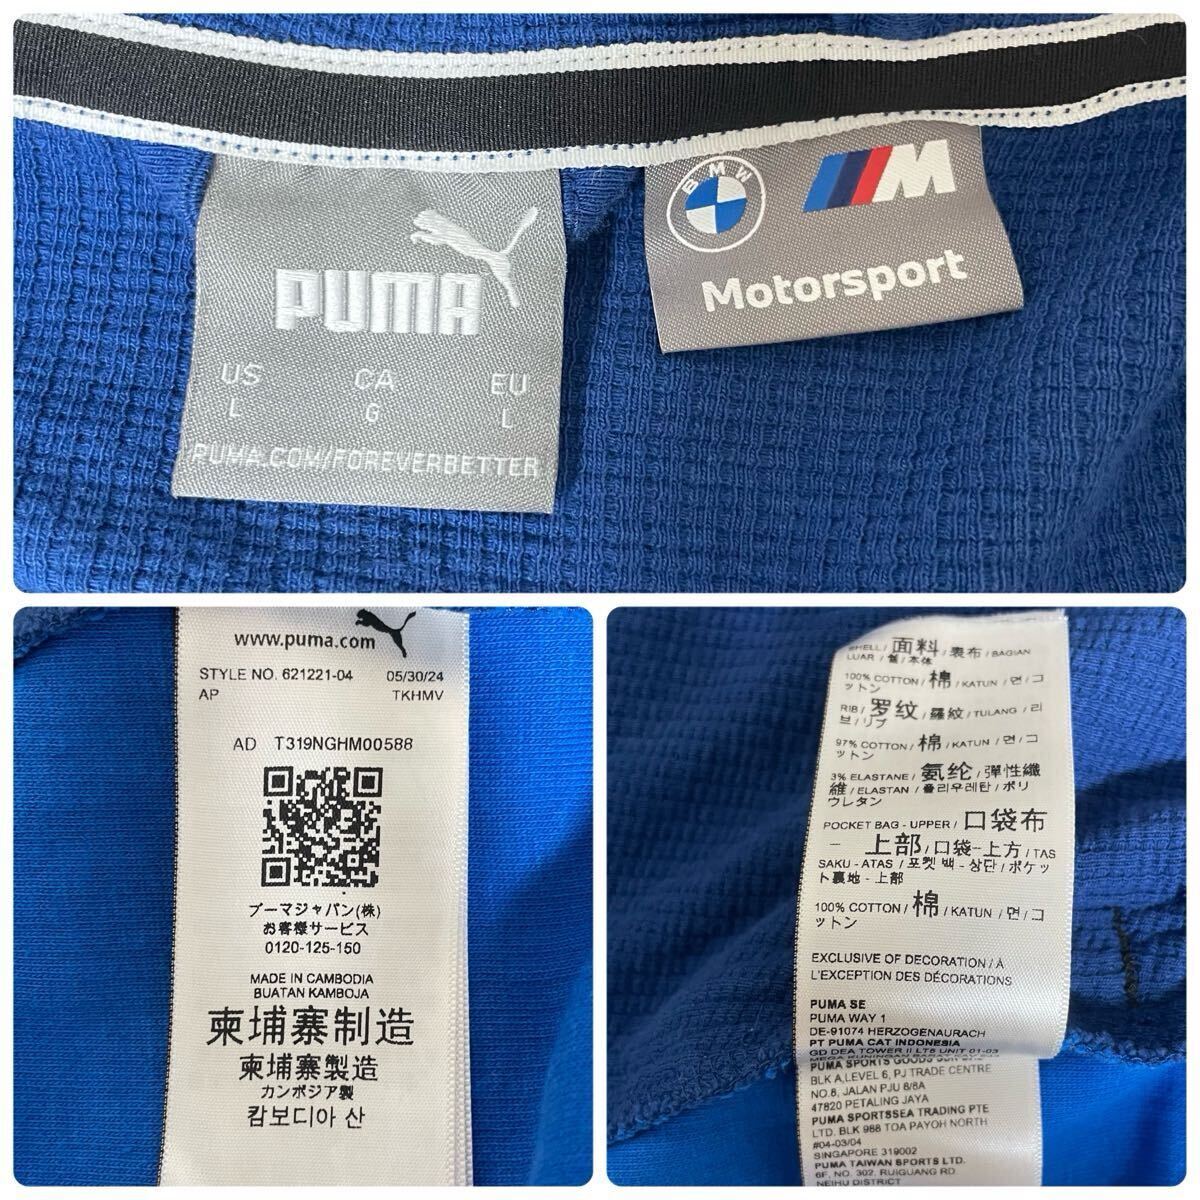 PUMA
US CA EU
L G L
PUMA.COM/FOREVERBETTER
BMW
M
Motorsport
www.puma.com
STYLE NO. 621221-04 05/30/24
AP TKHMV
AD T319NGHM00588
プーマジャパン(株)
お客様サービス
0120-125-150
MADE IN CAMBODIA
BUATAN KAMBOJA
柬埔寨制造
柬埔寨製造
カンボジア製
캄보디아 산
SHELL / 面料 / 表布 / BAGIAN
LUAR / 쉘 / 本体
100% COTTON / 棉 / KATUN / 면 / コ
ットン
RIB / 罗纹 / 羅紋 / TULANG / 리
브 / リブ
97% COTTON / 棉 / KATUN / 면 / コ
ットン
3% ELASTANE / 氨纶 / 彈性纖
維 / ELASTAN / 폴리우레탄 / ポリ
ウレタン
POCKET BAG - UPPER / 口袋布
- 上部 / 口袋-上方 / TAS
SAKU - ATAS / 포켓 백 - 상단 / ポケッ
ト裏地 - 上部
100% COTTON / 棉 / KATUN / 면 / コ
ットン
EXCLUSIVE OF DECORATION / À
L'EXCEPTION DES DÉCORATIONS
PUMA SE
PUMA WAY 1
DE-91074 HERZOGENAURACH
PT PUMA CAT INDONESIA
GD DEA TOWER II LT5 UNIT 01-03
PUMA SPORTS GOODS
BLK A, LEVEL 6, PJ TRADE CENTRE
NO.8, JALAN PJU 8/8A
47820 PETALING JAYA
PUMA SPORTSSEA TRADING PTE
LTD. BLK 988 TOA PAYOH NORTH
#04-03/04
SINGAPORE 319002
PUMA TAIWAN SPORTS LTD.
6F, NO. 302, RUIGUANG RD.
NEIHU DISTRICT